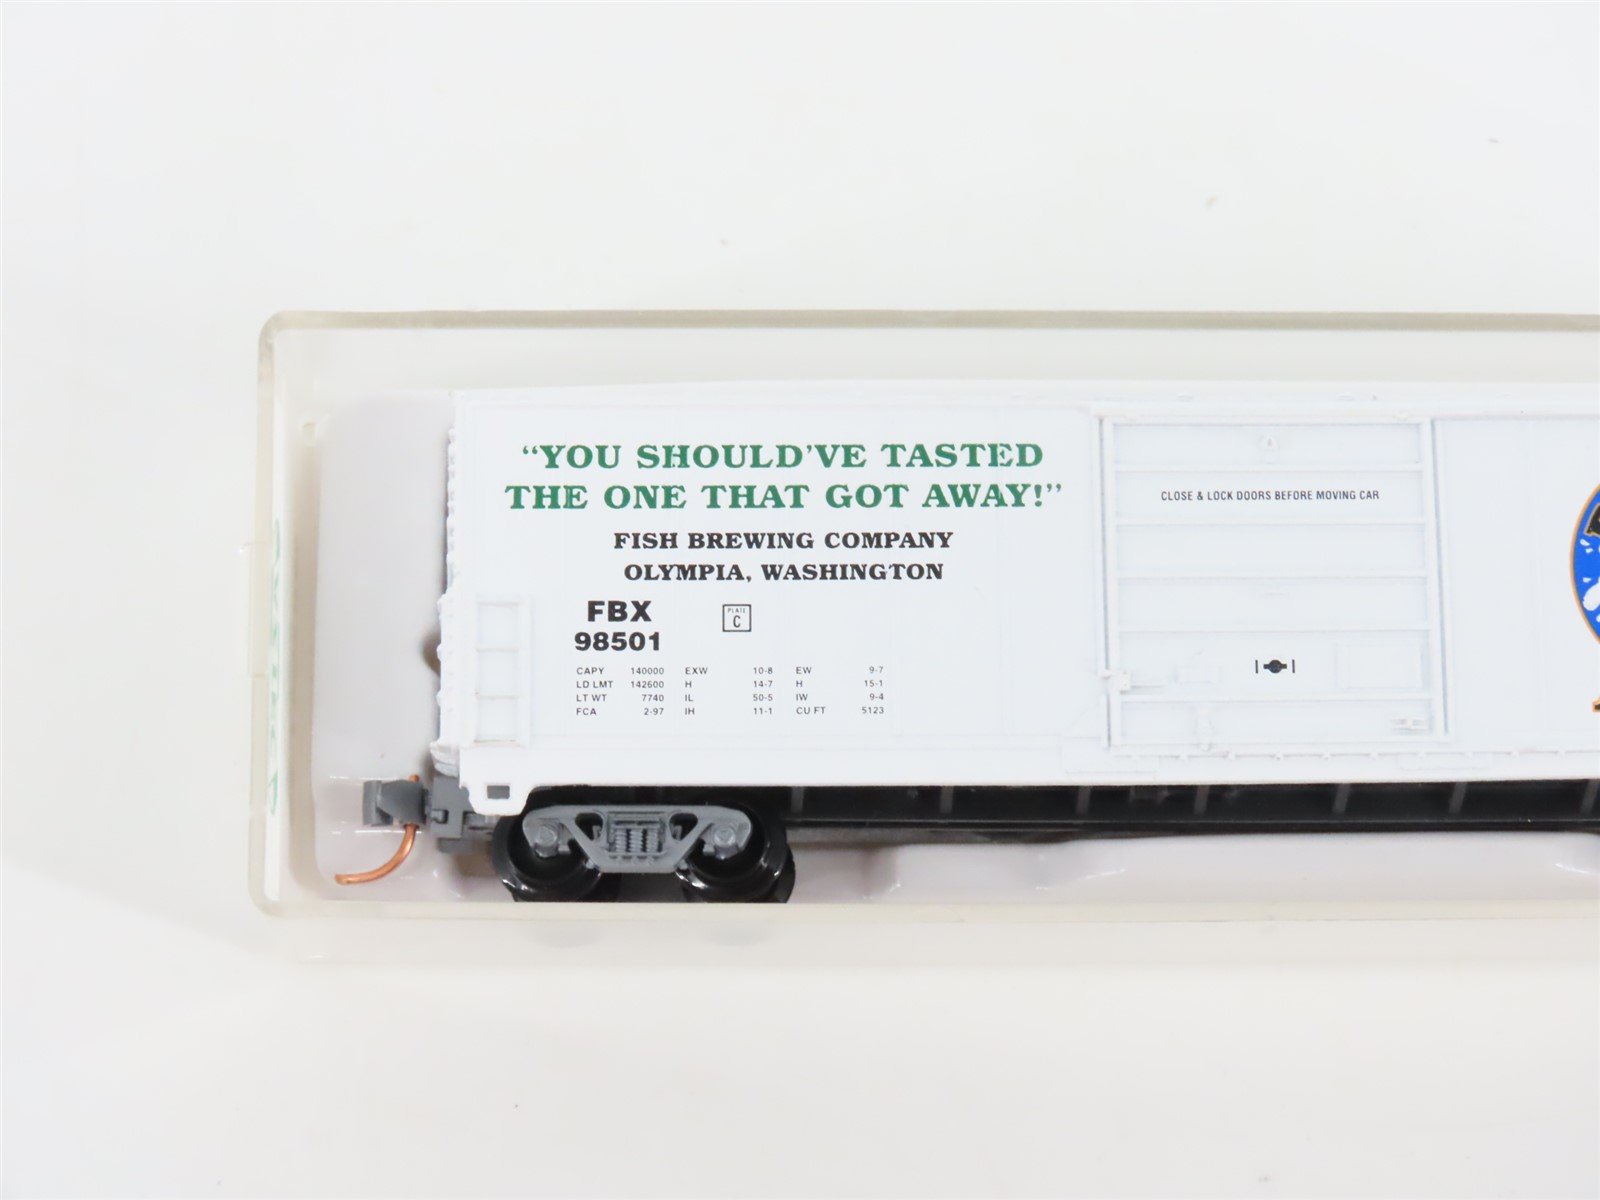 “YOU SHOULD'VE TASTED
THE ONE THAT GOT AWAY!”
FISH BREWING COMPANY
OLYMPIA, WASHINGTON
FBX
98501
PLATE
C
CAPY 140000 EXW 10-8 EW 9-7
LD LMT 142600 H 14-7 H 15-1
LT WT 7740 IL 50-5 IW 9-4
FCA 2-97 IH 11-1 CU FT 5123
CLOSE & LOCK DOORS BEFORE MOVING CAR